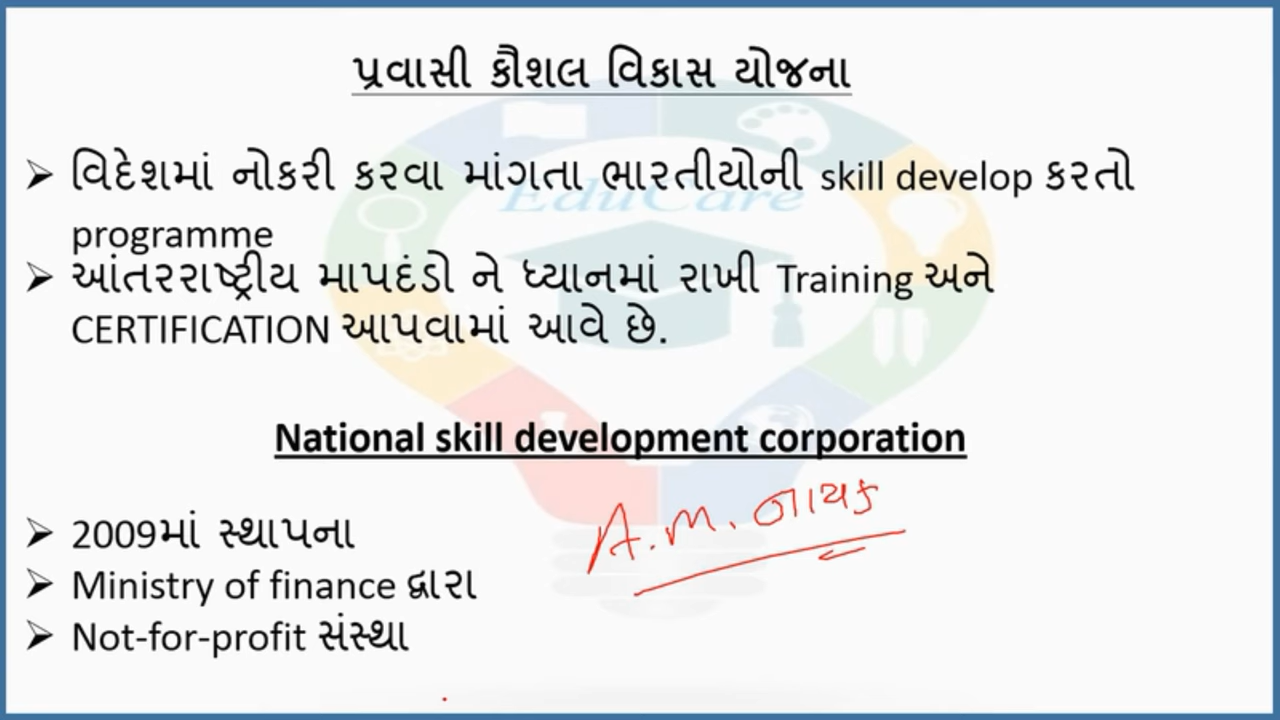 પ્રવાસી કૌશલ વિકાસ યોજના
➢ વિદેશમાં નોકરી કરવા માંગતા ભારતીયોની skill develop કરતો
programme
➢ આંતરરાષ્ટ્રીય માપદંડો ને ધ્યાનમાં રાખી Training અને
CERTIFICATION આપવામાં આવે છે.
EduCare
National skill development corporation
A.M. નાયક
➢ 2009માં સ્થાપના
➢ Ministry of finance દ્વારા
➢ Not-for-profit સંસ્થા